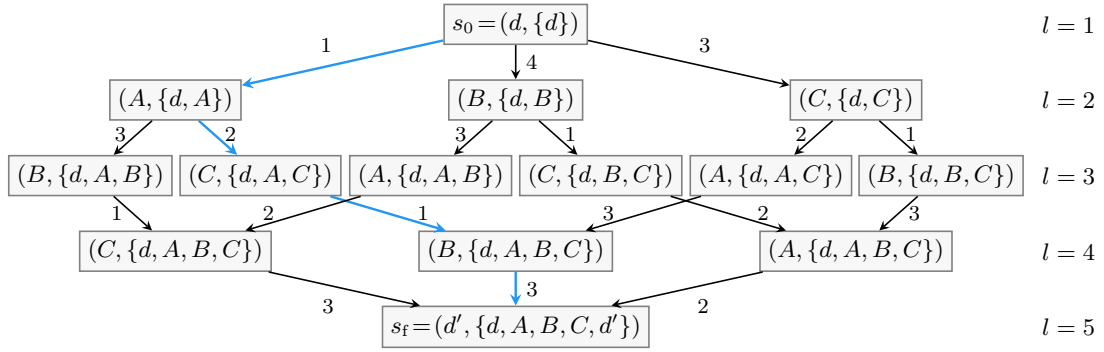 s₀=(d, {d}) l = 1
1 4 3
(A, {d, A}) (B, {d, B}) (C, {d, C}) l = 2
3 2 3 1 2 1
(B, {d, A, B}) (C, {d, A, C}) (A, {d, A, B}) (C, {d, B, C}) (A, {d, A, C}) (B, {d, B, C}) l = 3
1 2 1 3 2 3
(C, {d, A, B, C}) (B, {d, A, B, C}) (A, {d, A, B, C}) l = 4
3 3 2
s_f=(d′, {d, A, B, C, d′}) l = 5